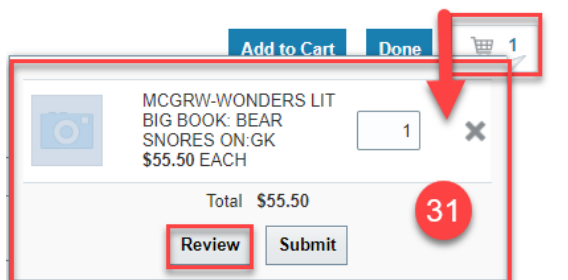 Add to Cart Done 1
MCGRW-WONDERS LIT
BIG BOOK: BEAR
SNORES ON:GK
$55.50 EACH
1
Total $55.50
31
Review Submit